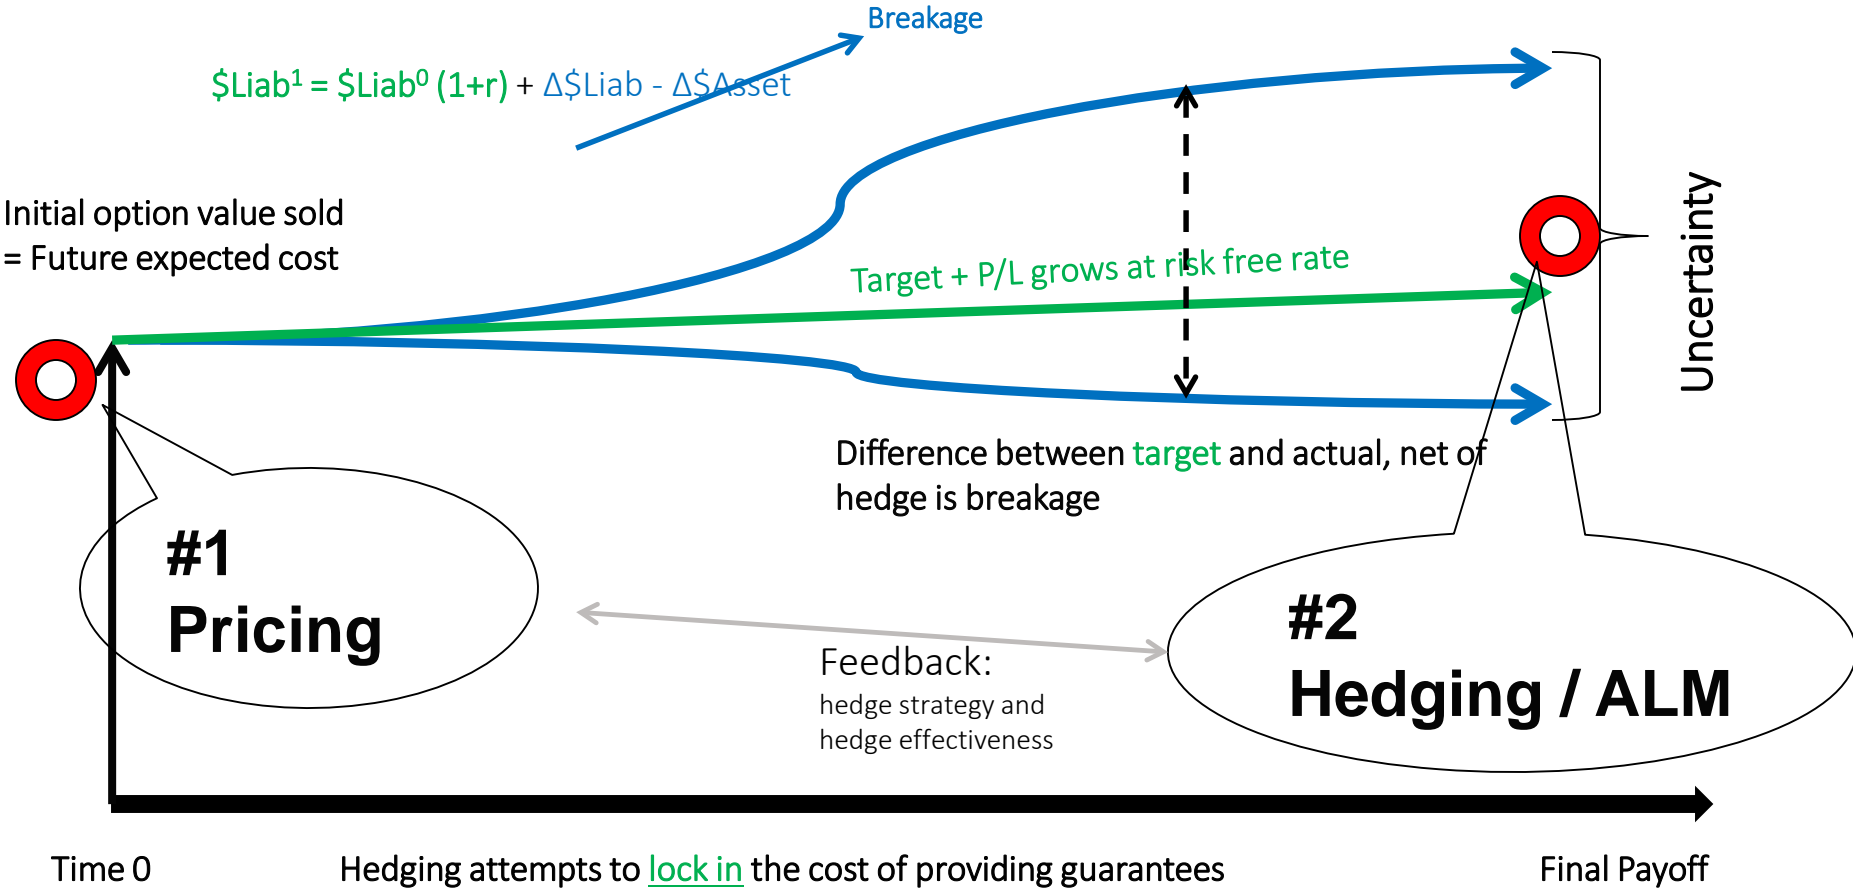 Breakage
$Liab¹ = $Liab⁰ (1+r) + Δ$Liab - Δ$Asset
Initial option value sold
= Future expected cost
Target + P/L grows at risk free rate
Uncertainty
Difference between target and actual, net of
hedge is breakage
#1
Pricing
#2
Hedging / ALM
Feedback:
hedge strategy and
hedge effectiveness
Time 0
Hedging attempts to lock in the cost of providing guarantees
Final Payoff